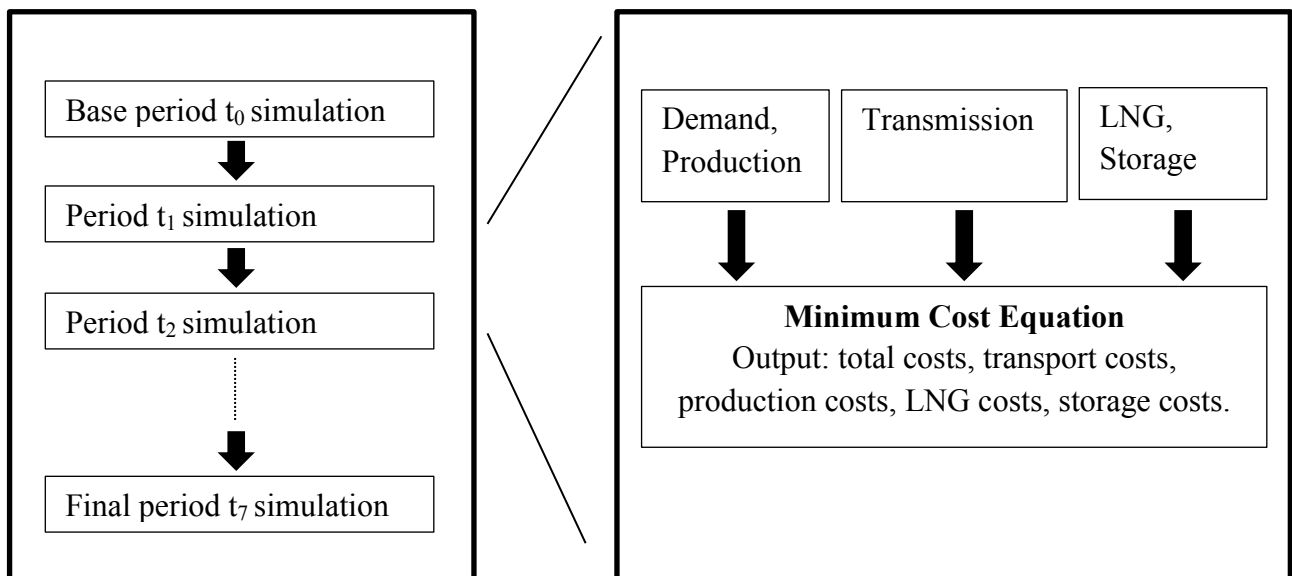 Base period t₀ simulation
Period t₁ simulation
Period t₂ simulation
Final period t₇ simulation
Demand,
Production
Transmission
LNG,
Storage
Minimum Cost Equation
Output: total costs, transport costs,
production costs, LNG costs, storage costs.